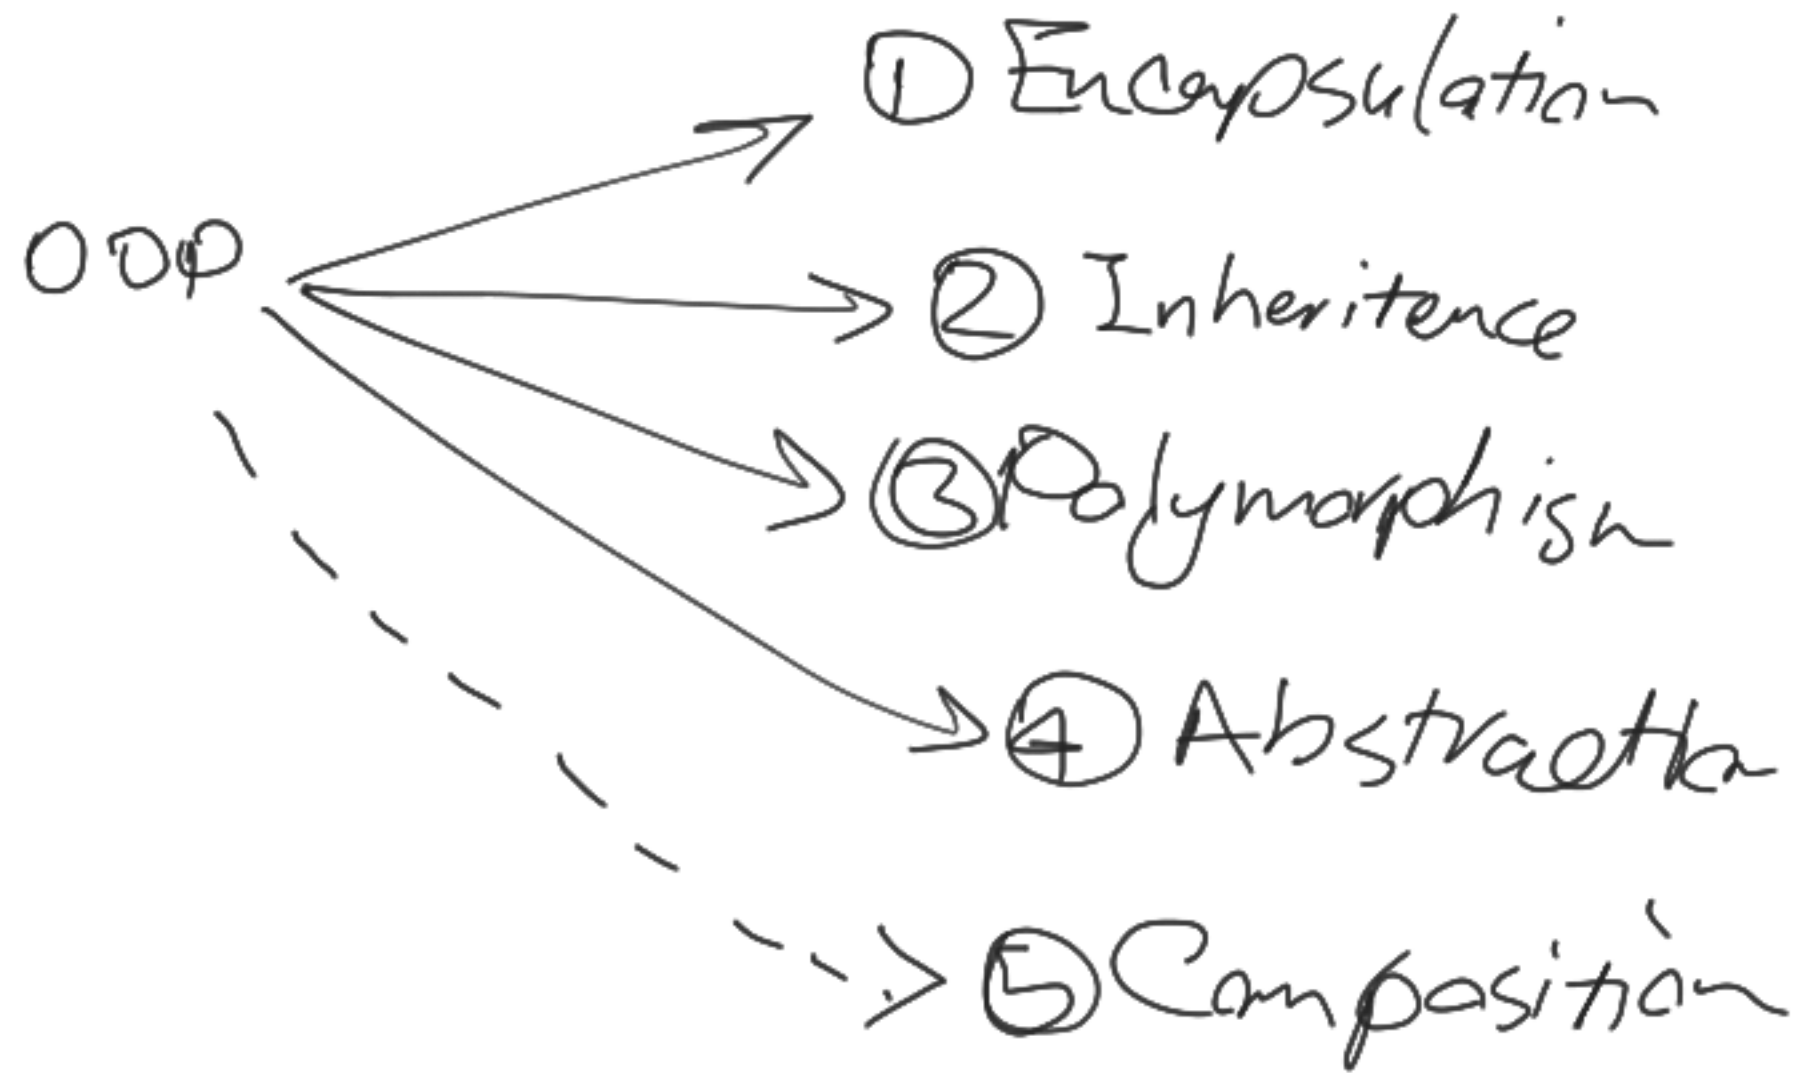 OOP
① Encapsulation
② Inheritence
③ Polymorphism
④ Abstraction
⑤ Composition